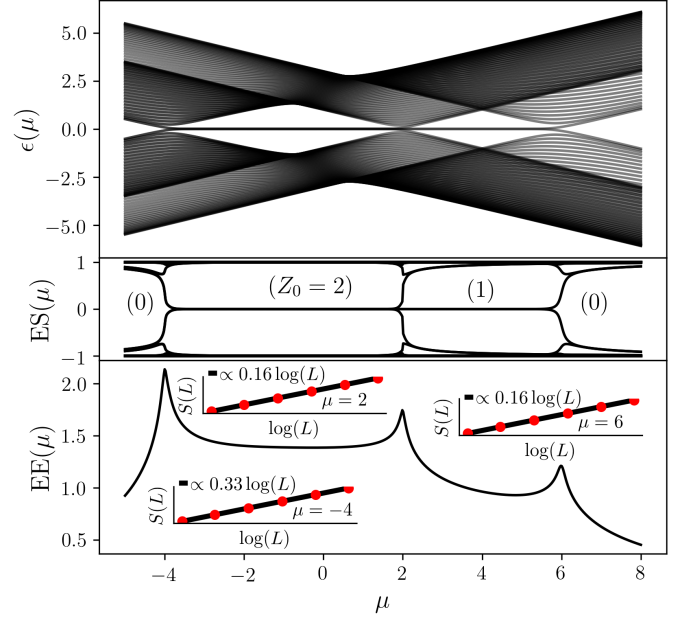 5.0
2.5
0.0
−2.5
−5.0
ϵ(μ)
1
0
−1
ES(μ)
(0)
(Z₀ = 2)
(1)
(0)
2.0
1.5
1.0
0.5
EE(μ)
∝ 0.16 log(L)
S(L)
μ = 2
log(L)
∝ 0.16 log(L)
S(L)
μ = 6
log(L)
∝ 0.33 log(L)
S(L)
μ = −4
log(L)
−4
−2
0
2
4
6
8
μ